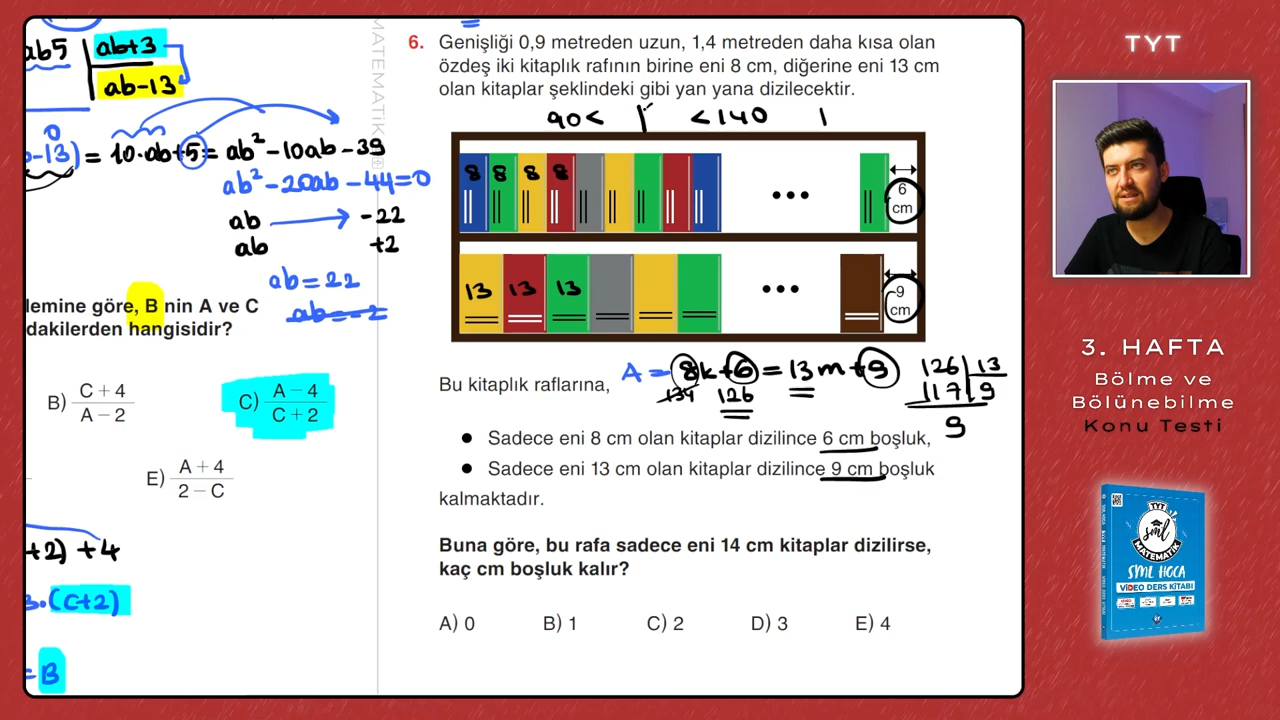 ab5 ab+3
ab-13
-13) = 10·ab+5 = ab² -10ab -39
ab² -20ab -44=0
ab → -22
ab +2
ab = 22
ab = -2
lemine göre, B nin A ve C
dakilerden hangisidir?
B) C + 4 / A – 2
C) A – 4 / C + 2
E) A + 4 / 2 – C
+2) +4
(c+2)
= B
MATEMATİK
6. Genişliği 0,9 metreden uzun, 1,4 metreden daha kısa olan
özdeş iki kitaplık rafının birine eni 8 cm, diğerine eni 13 cm
olan kitaplar şeklindeki gibi yan yana dizilecektir.
90< <140
8 8 8 8 ••• 6
cm
13 13 13 ••• 9
cm
Bu kitaplık raflarına,
A = 8k+6 = 13m+9
134 126
126 13
117 9
9
• Sadece eni 8 cm olan kitaplar dizilince 6 cm boşluk,
• Sadece eni 13 cm olan kitaplar dizilince 9 cm boşluk
kalmaktadır.
Buna göre, bu rafa sadece eni 14 cm kitaplar dizilirse,
kaç cm boşluk kalır?
A) 0 B) 1 C) 2 D) 3 E) 4
TYT
3. HAFTA
Bölme ve
Bölünebilme
Konu Testi
TYT
SML
MATEMATİK
SML HOCA
VİDEO DERS KİTABI